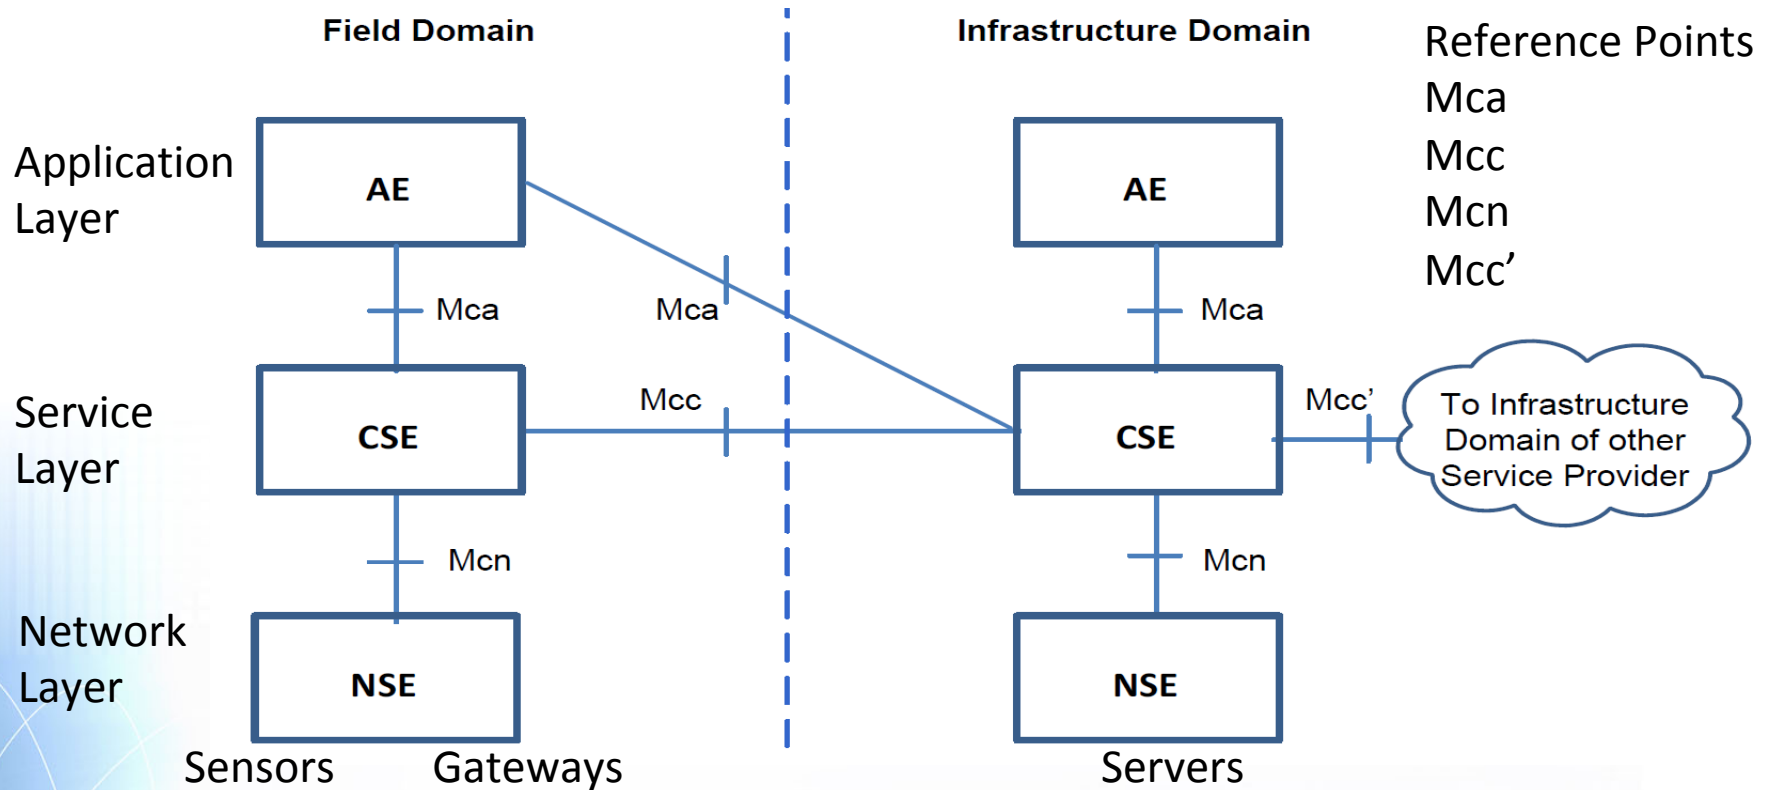 Field Domain
Infrastructure Domain
Reference Points
Mca
Mcc
Mcn
Mcc’
Application
Layer
AE
AE
Mca
Mca
Mca
Service
Layer
CSE
Mcc
CSE
Mcc’
To Infrastructure
Domain of other
Service Provider
Mcn
Mcn
Network
Layer
NSE
NSE
Sensors
Gateways
Servers